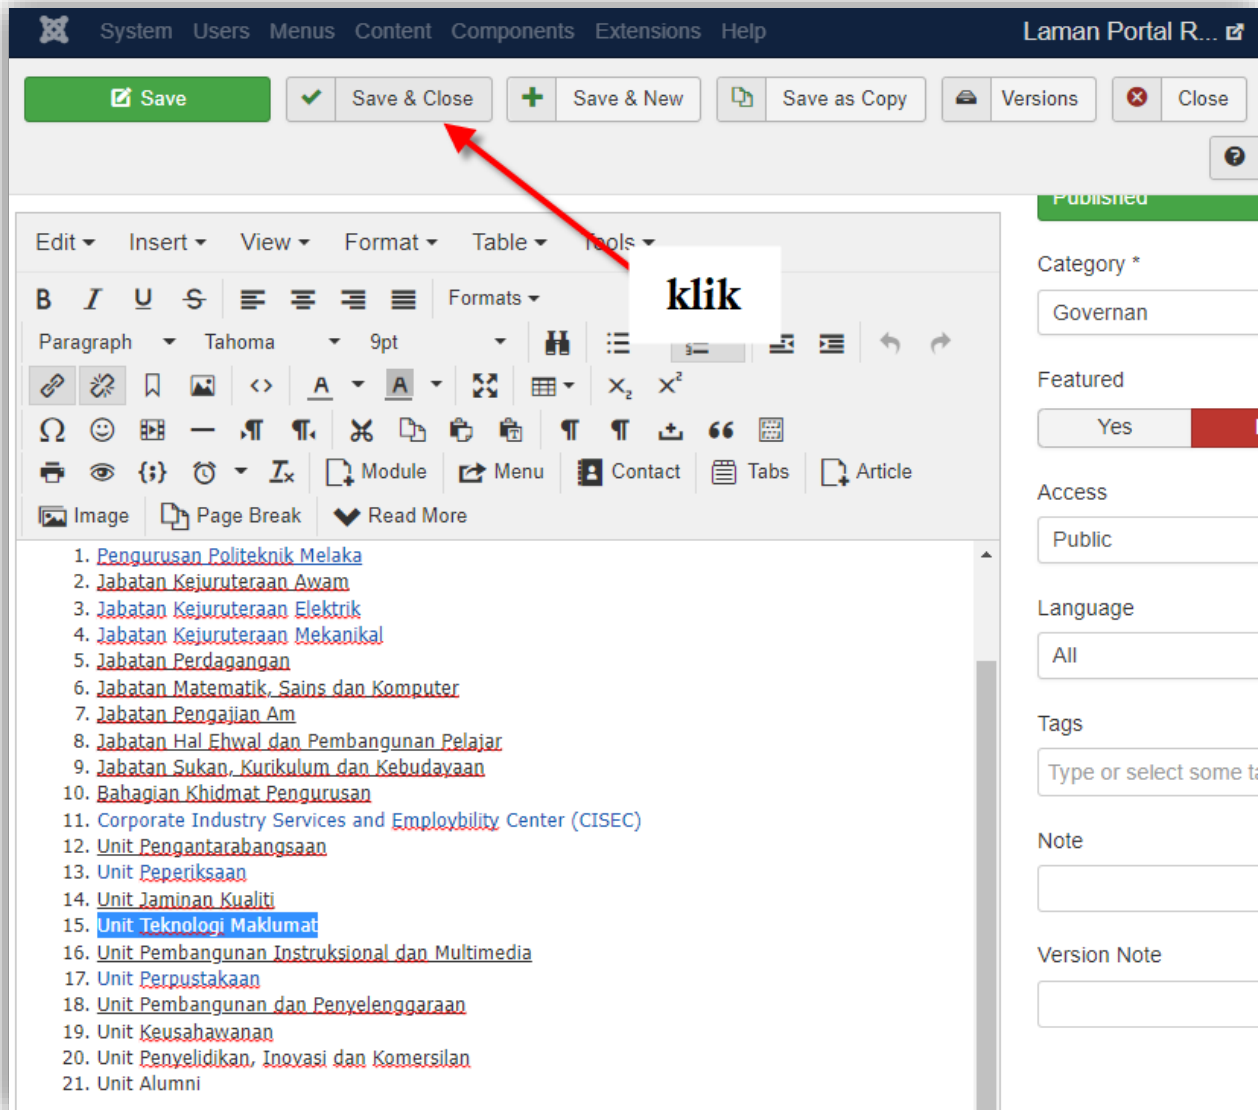 System Users Menus Content Components Extensions Help Laman Portal R...
Save Save & Close Save & New Save as Copy Versions Close
Published
Edit Insert View Format Table Tools
klik
B I U S Formats
Paragraph Tahoma 9pt
Module Menu Contact Tabs Article
Image Page Break Read More
1. Pengurusan Politeknik Melaka
2. Jabatan Kejuruteraan Awam
3. Jabatan Kejuruteraan Elektrik
4. Jabatan Kejuruteraan Mekanikal
5. Jabatan Perdagangan
6. Jabatan Matematik, Sains dan Komputer
7. Jabatan Pengajian Am
8. Jabatan Hal Ehwal dan Pembangunan Pelajar
9. Jabatan Sukan, Kurikulum dan Kebudayaan
10. Bahagian Khidmat Pengurusan
11. Corporate Industry Services and Employbility Center (CISEC)
12. Unit Pengantarabangsaan
13. Unit Peperiksaan
14. Unit Jaminan Kualiti
15. Unit Teknologi Maklumat
16. Unit Pembangunan Instruksional dan Multimedia
17. Unit Perpustakaan
18. Unit Pembangunan dan Penyelenggaraan
19. Unit Keusahawanan
20. Unit Penyelidikan, Inovasi dan Komersilan
21. Unit Alumni
Category *
Governan
Featured
Yes
Access
Public
Language
All
Tags
Type or select some ta
Note
Version Note